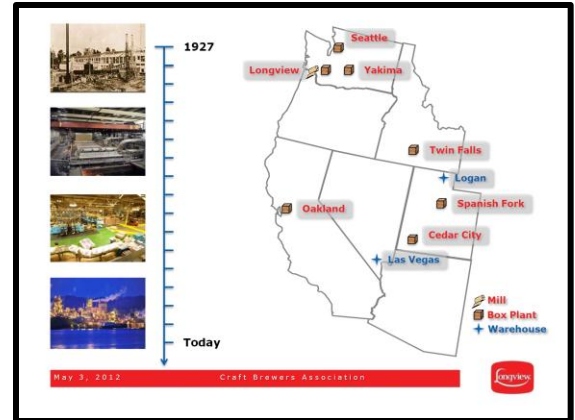 1927
Today
Seattle
Longview
Yakima
Twin Falls
Logan
Oakland
Spanish Fork
Cedar City
Las Vegas
Mill
Box Plant
Warehouse
May 3, 2012 Craft Brewers Association
Longview